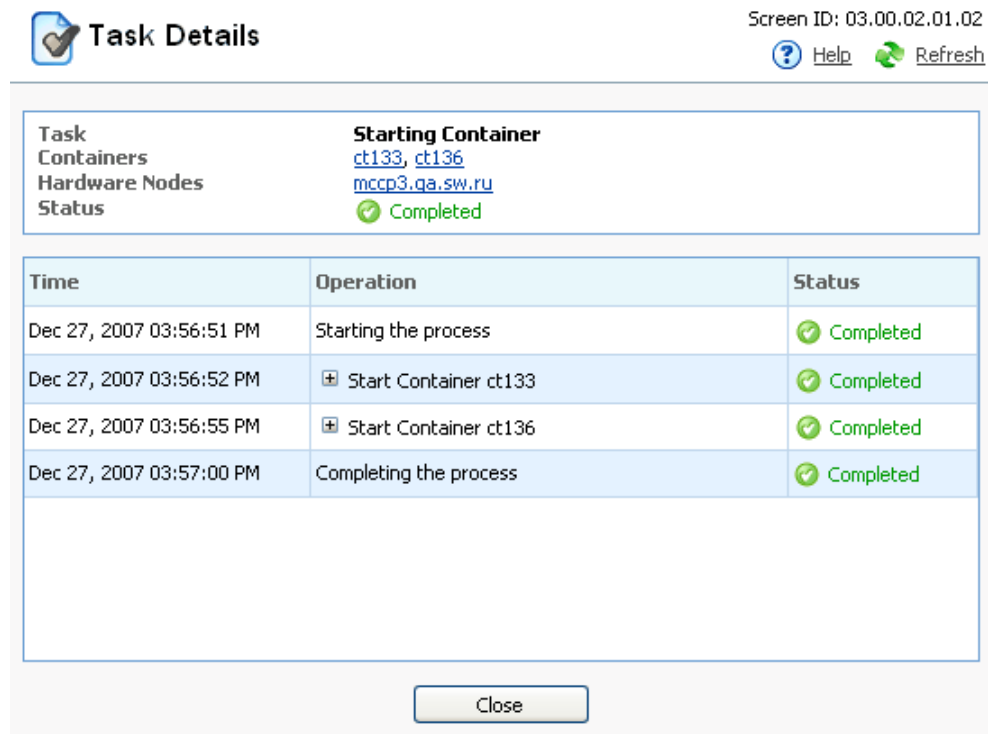 Task Details
Screen ID: 03.00.02.01.02
Help Refresh
Task Starting Container
Containers ct133, ct136
Hardware Nodes mccp3.qa.sw.ru
Status Completed
Time Operation Status
Dec 27, 2007 03:56:51 PM Starting the process Completed
Dec 27, 2007 03:56:52 PM Start Container ct133 Completed
Dec 27, 2007 03:56:55 PM Start Container ct136 Completed
Dec 27, 2007 03:57:00 PM Completing the process Completed
Close